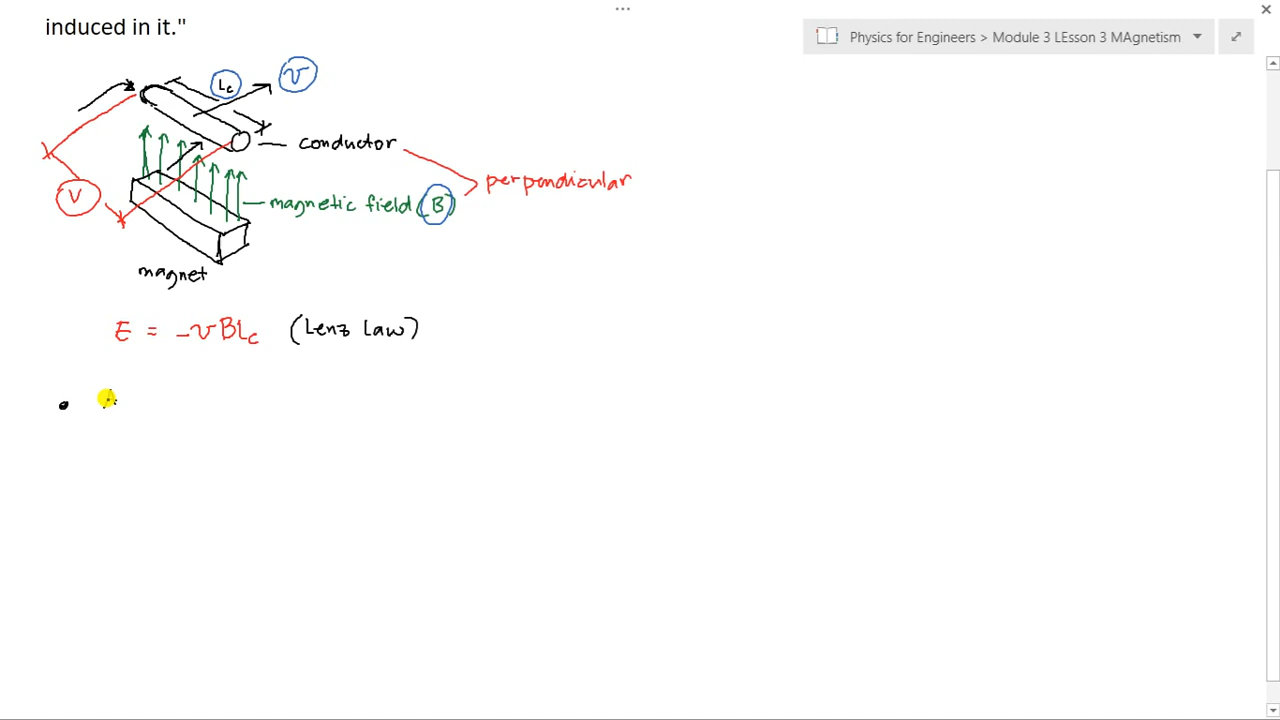 induced in it."
Physics for Engineers > Module 3 LEsson 3 MAgnetism
Lc
v
conductor
perpendicular
V
magnetic field (B)
magnet
E = -vBLc (Lenz Law)